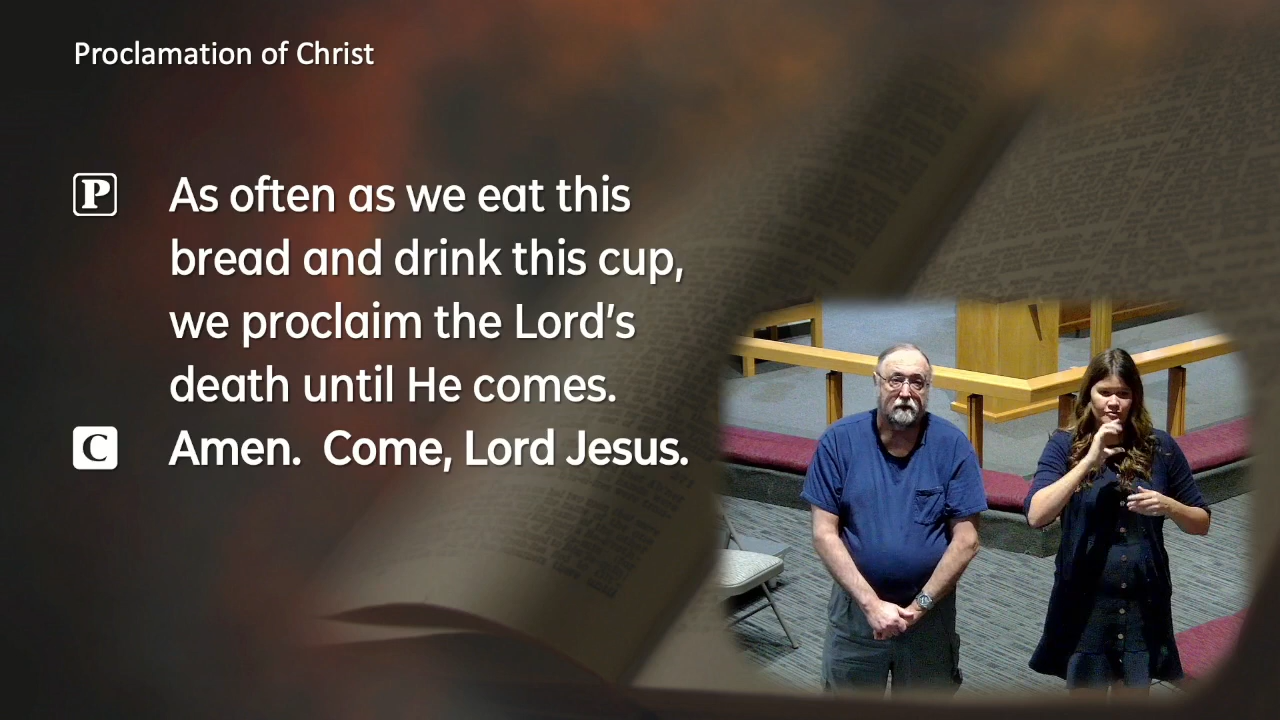 Proclamation of Christ
P As often as we eat this
bread and drink this cup,
we proclaim the Lord's
death until He comes.
C Amen. Come, Lord Jesus.